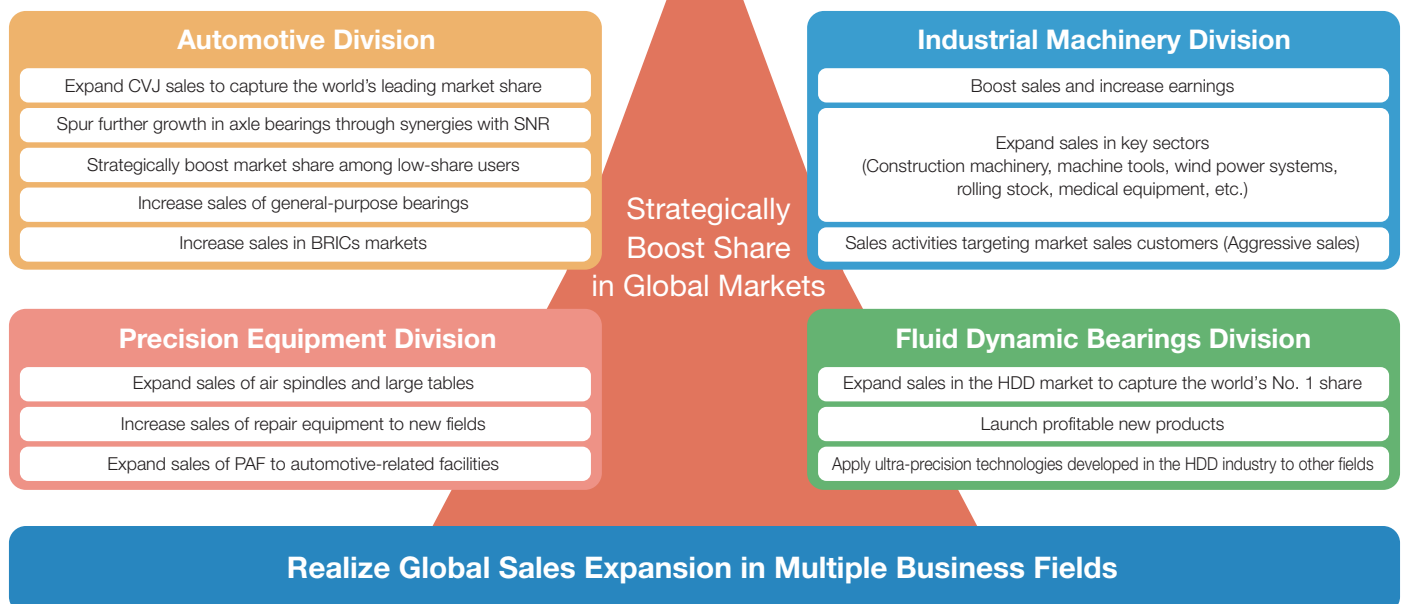 Automotive Division
Expand CVJ sales to capture the world’s leading market share
Spur further growth in axle bearings through synergies with SNR
Strategically boost market share among low-share users
Increase sales of general-purpose bearings
Increase sales in BRICs markets
Strategically
Boost Share
in Global Markets
Industrial Machinery Division
Boost sales and increase earnings
Expand sales in key sectors
(Construction machinery, machine tools, wind power systems,
rolling stock, medical equipment, etc.)
Sales activities targeting market sales customers (Aggressive sales)
Precision Equipment Division
Expand sales of air spindles and large tables
Increase sales of repair equipment to new fields
Expand sales of PAF to automotive-related facilities
Fluid Dynamic Bearings Division
Expand sales in the HDD market to capture the world’s No. 1 share
Launch profitable new products
Apply ultra-precision technologies developed in the HDD industry to other fields
Realize Global Sales Expansion in Multiple Business Fields